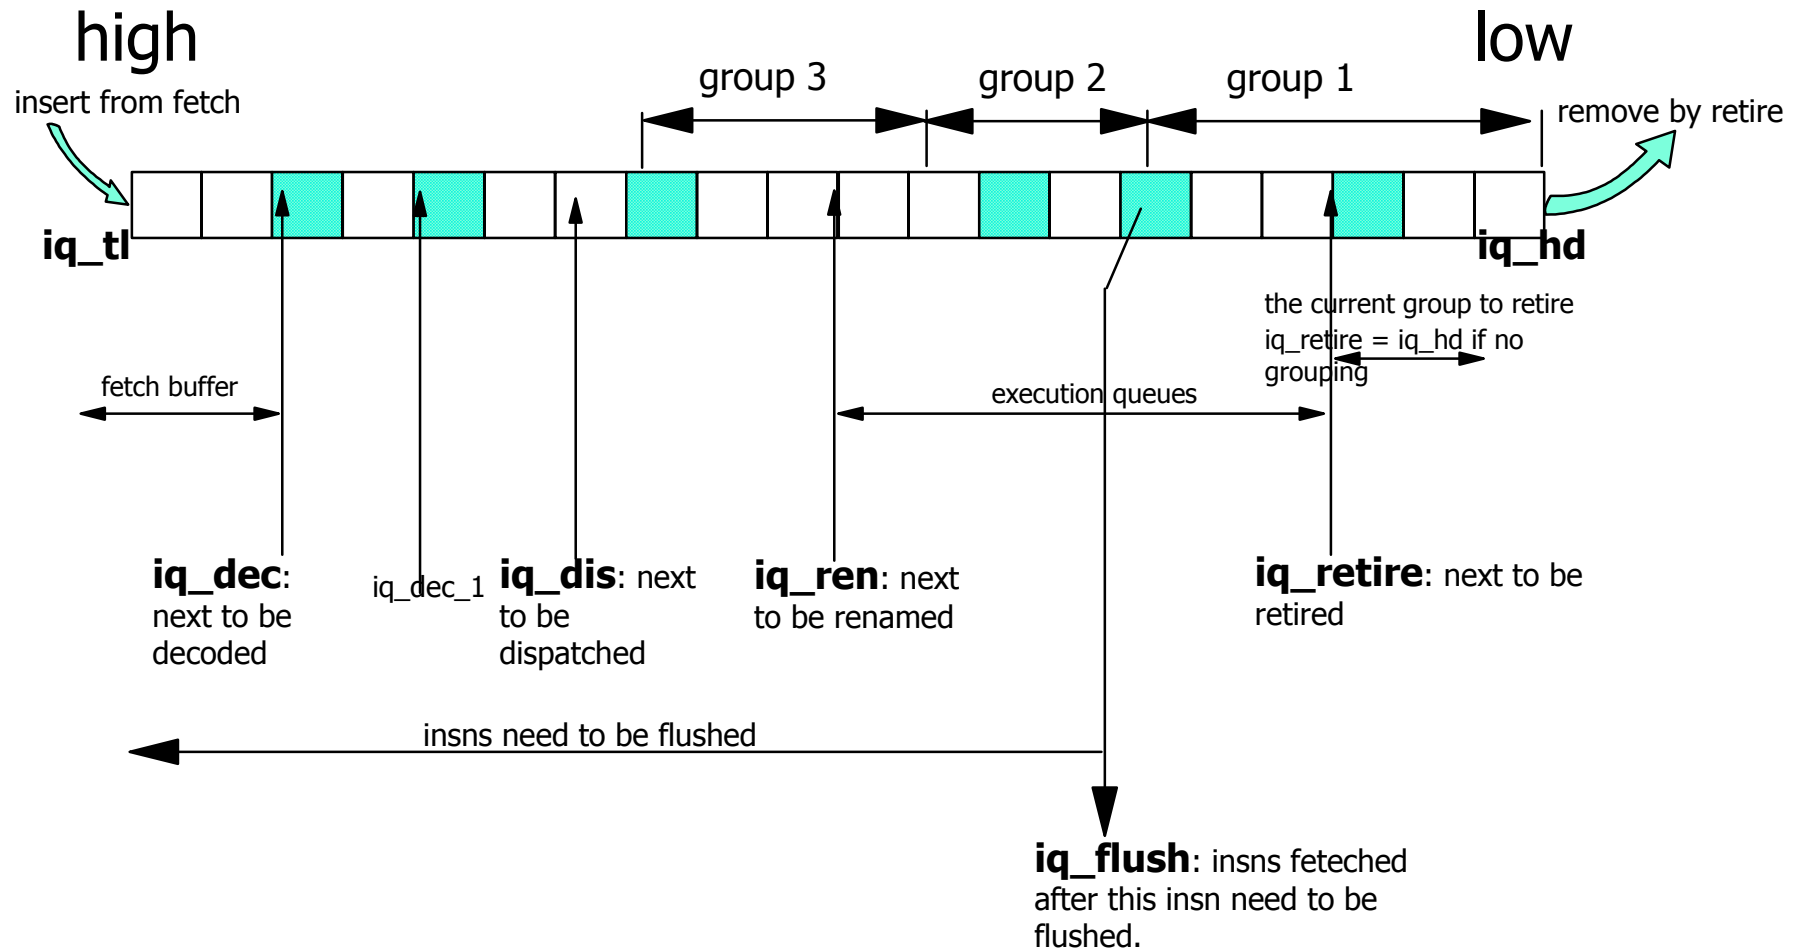 high
low
group 3
group 2
group 1
insert from fetch
remove by retire
iq_tl
iq_hd
the current group to retire
iq_retire = iq_hd if no
grouping
fetch buffer
execution queues
iq_dec:
next to be
decoded
iq_dec_1
iq_dis: next
to be
dispatched
iq_ren: next
to be renamed
iq_retire: next to be
retired
insns need to be flushed
iq_flush: insns feteched
after this insn need to be
flushed.